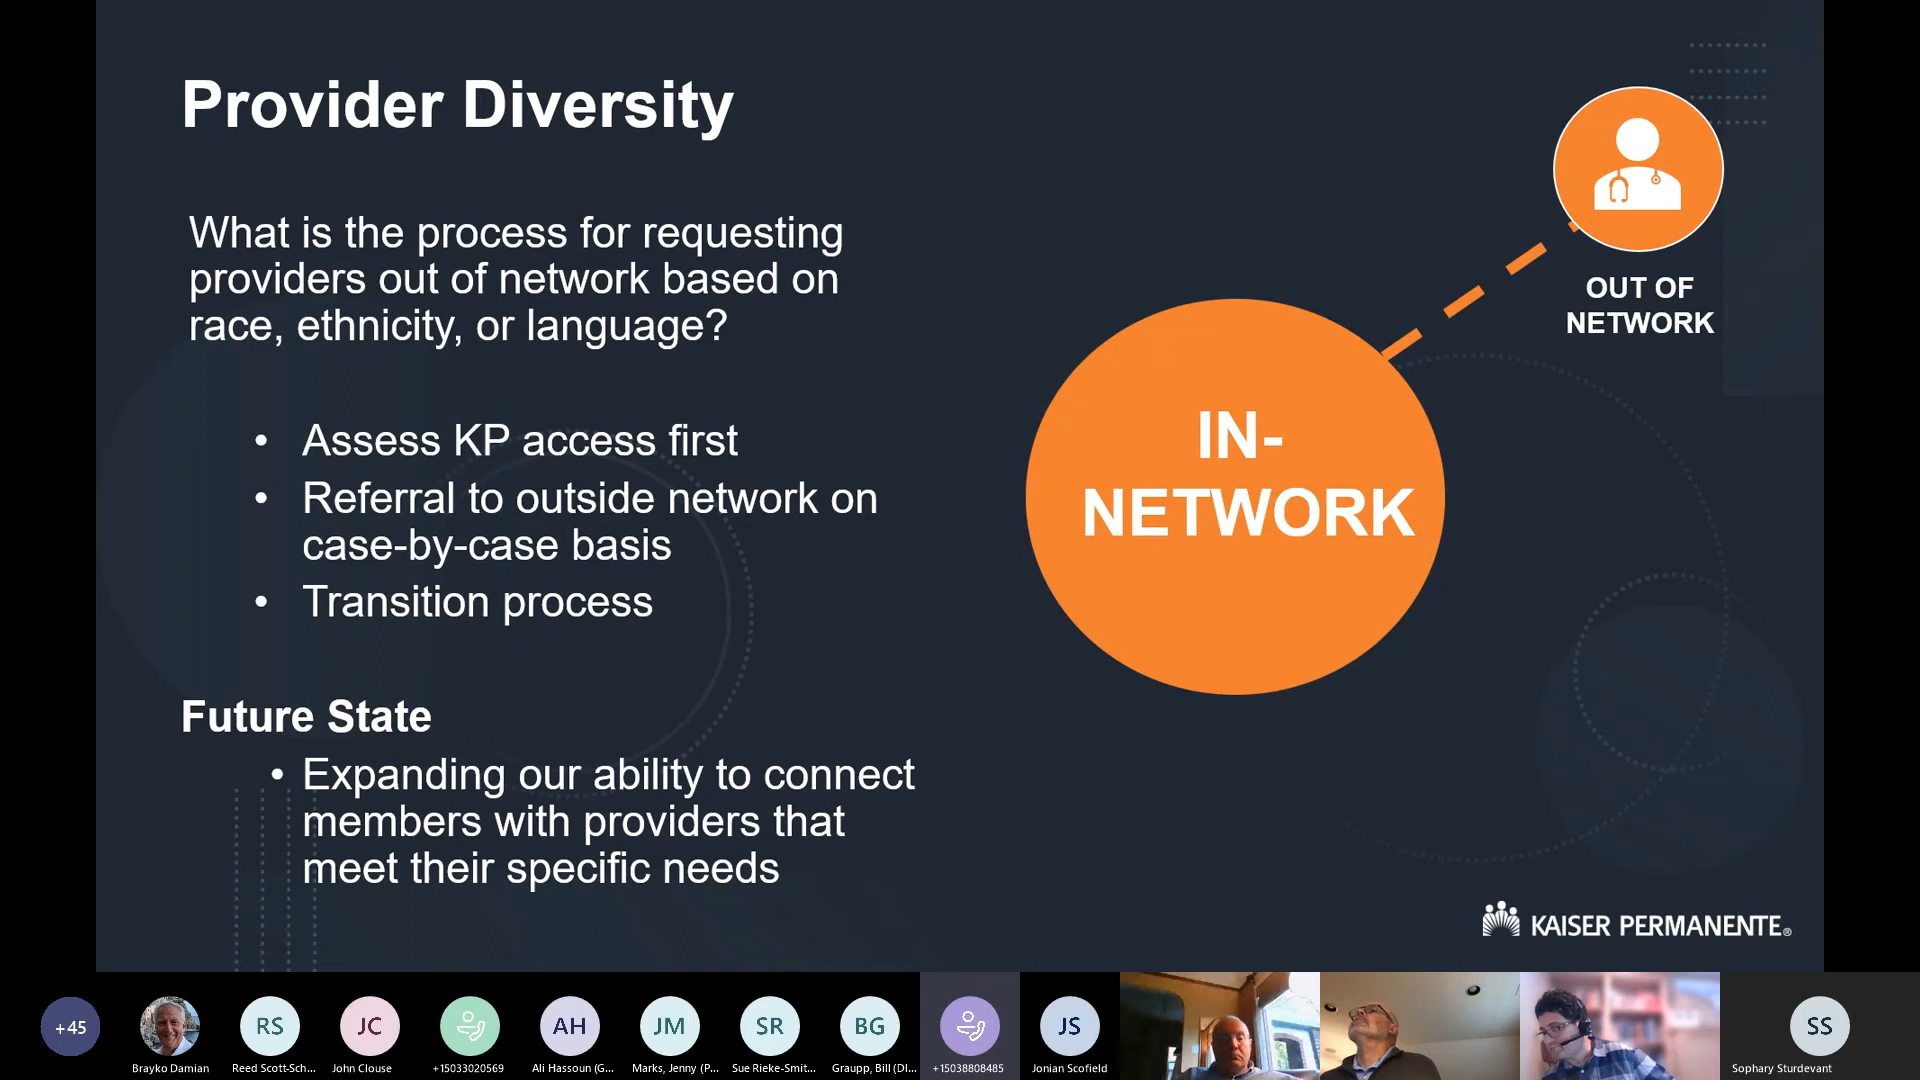 Provider Diversity
What is the process for requesting
providers out of network based on
race, ethnicity, or language?
• Assess KP access first
• Referral to outside network on
case-by-case basis
• Transition process
Future State
• Expanding our ability to connect
members with providers that
meet their specific needs
OUT OF
NETWORK
IN-
NETWORK
KAISER PERMANENTE®
+45
Brayko Damian
RS
Reed Scott-Sch...
JC
John Clouse
+15033020569
AH
Ali Hassoun (G...
JM
Marks, Jenny (P...
SR
Sue Rieke-Smit...
BG
Graupp, Bill (DI...
+15038808485
JS
Jonian Scofield
SS
Sophary Sturdevant